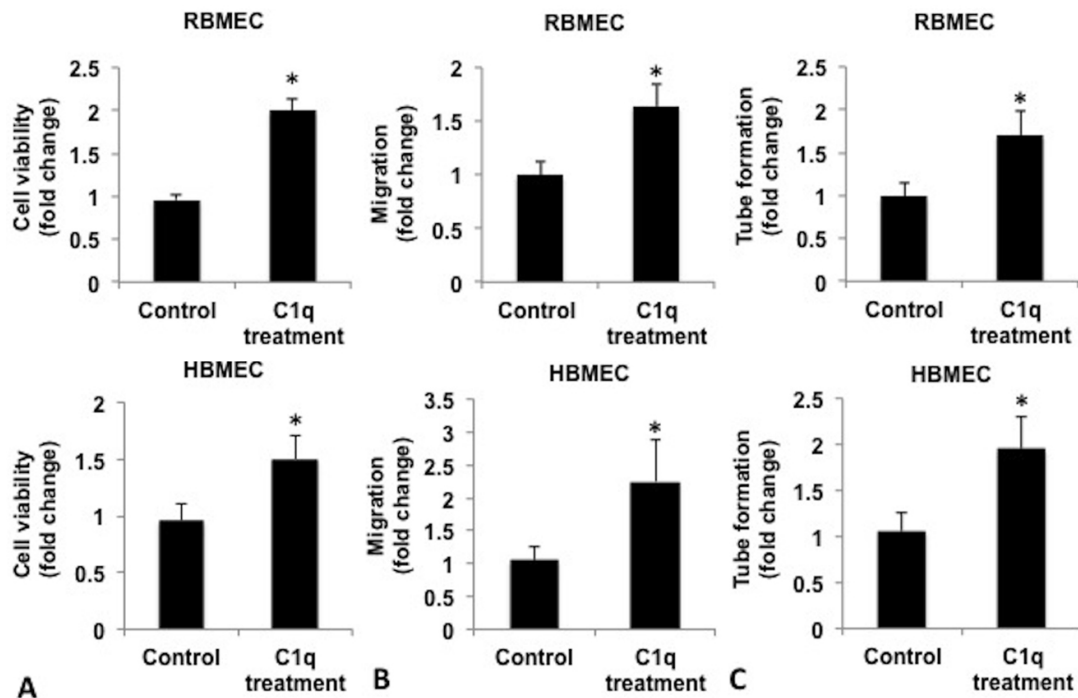 RBMEC
Cell viability
(fold change)
2.5
2
1.5
1
0.5
0
*
Control
C1q
treatment
RBMEC
Migration
(fold change)
2
1.5
1
0.5
0
*
Control
C1q
treatment
RBMEC
Tube formation
(fold change)
2.5
2
1.5
1
0.5
0
*
Control
C1q
treatment
HBMEC
Cell viability
(fold change)
2
1.5
1
0.5
0
*
Control
C1q
treatment
A
HBMEC
Migration
(fold change)
3.5
3
2.5
2
1.5
1
0.5
0
*
Control
C1q
treatment
B
HBMEC
Tube formation
(fold change)
2.5
2
1.5
1
0.5
0
*
Control
C1q
treatment
C